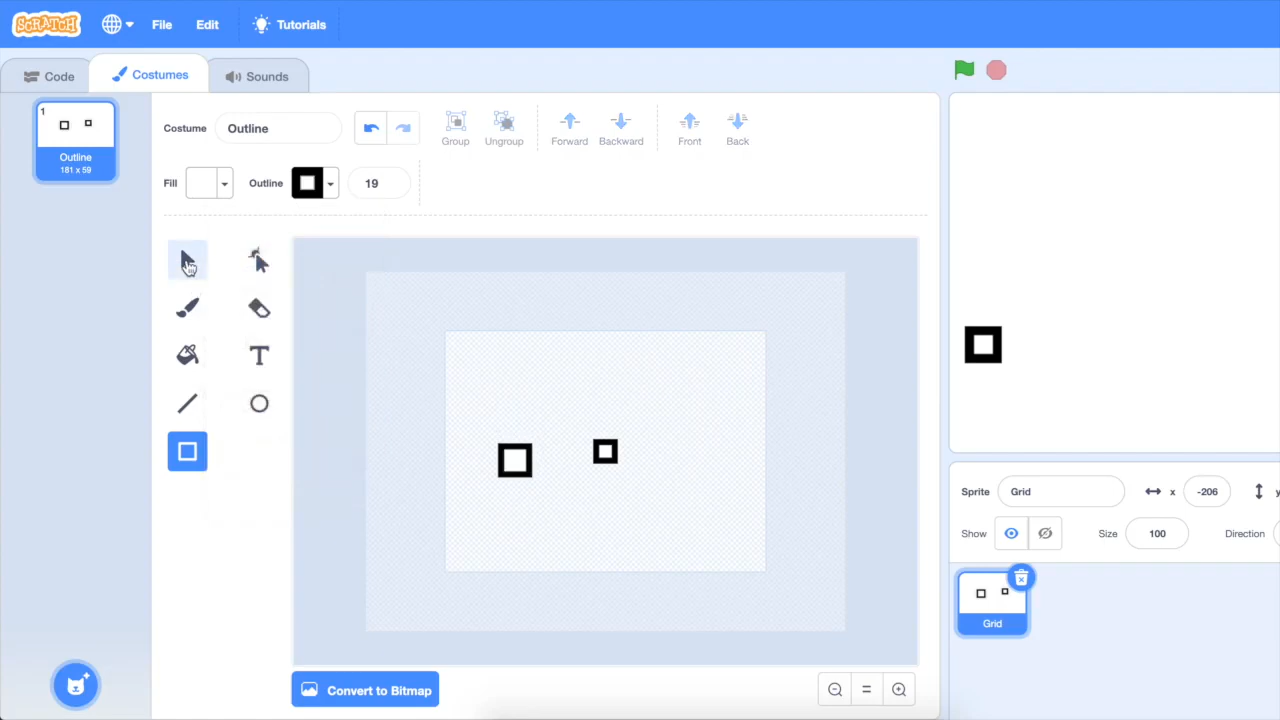 SCRATCH File Edit Tutorials
Code Costumes Sounds
1
Outline
181 x 59
Costume Outline Group Ungroup Forward Backward Front Back
Fill Outline 19
T
Convert to Bitmap =
Sprite Grid x -206 y
Show Size 100 Direction
Grid